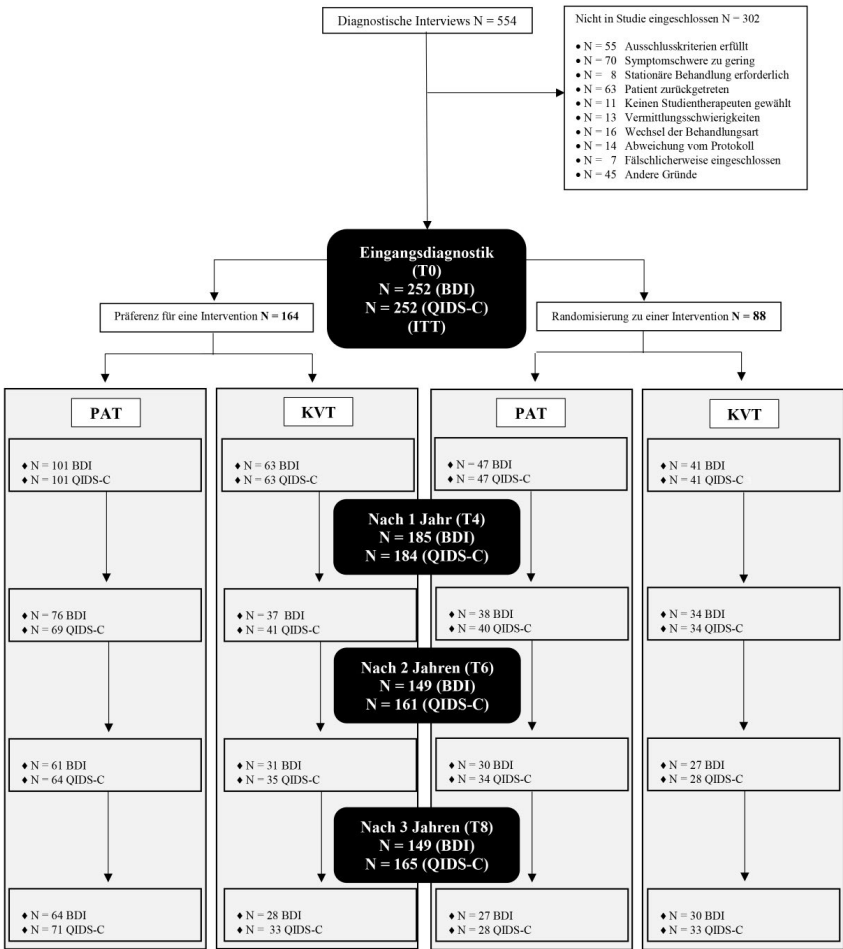 Diagnostische Interviews N = 554
Nicht in Studie eingeschlossen N = 302
• N = 55 Ausschlusskriterien erfüllt
• N = 70 Symptomschwere zu gering
• N = 8 Stationäre Behandlung erforderlich
• N = 63 Patient zurückgetreten
• N = 11 Keinen Studientherapeuten gewählt
• N = 13 Vermittlungsschwierigkeiten
• N = 16 Wechsel der Behandlungsart
• N = 14 Abweichung vom Protokoll
• N = 7 Fälschlicherweise eingeschlossen
• N = 45 Andere Gründe
Eingangsdiagnostik
(T0)
N = 252 (BDI)
N = 252 (QIDS-C)
(ITT)
Präferenz für eine Intervention N = 164
Randomisierung zu einer Intervention N = 88
PAT
KVT
PAT
KVT
♦ N = 101 BDI
♦ N = 101 QIDS-C
♦ N = 63 BDI
♦ N = 63 QIDS-C
♦ N = 47 BDI
♦ N = 47 QIDS-C
♦ N = 41 BDI
♦ N = 41 QIDS-C
Nach 1 Jahr (T4)
N = 185 (BDI)
N = 184 (QIDS-C)
♦ N = 76 BDI
♦ N = 69 QIDS-C
♦ N = 37 BDI
♦ N = 41 QIDS-C
♦ N = 38 BDI
♦ N = 40 QIDS-C
♦ N = 34 BDI
♦ N = 34 QIDS-C
Nach 2 Jahren (T6)
N = 149 (BDI)
N = 161 (QIDS-C)
♦ N = 61 BDI
♦ N = 64 QIDS-C
♦ N = 31 BDI
♦ N = 35 QIDS-C
♦ N = 30 BDI
♦ N = 34 QIDS-C
♦ N = 27 BDI
♦ N = 28 QIDS-C
Nach 3 Jahren (T8)
N = 149 (BDI)
N = 165 (QIDS-C)
♦ N = 64 BDI
♦ N = 71 QIDS-C
♦ N = 28 BDI
♦ N = 33 QIDS-C
♦ N = 27 BDI
♦ N = 28 QIDS-C
♦ N = 30 BDI
♦ N = 33 QIDS-C